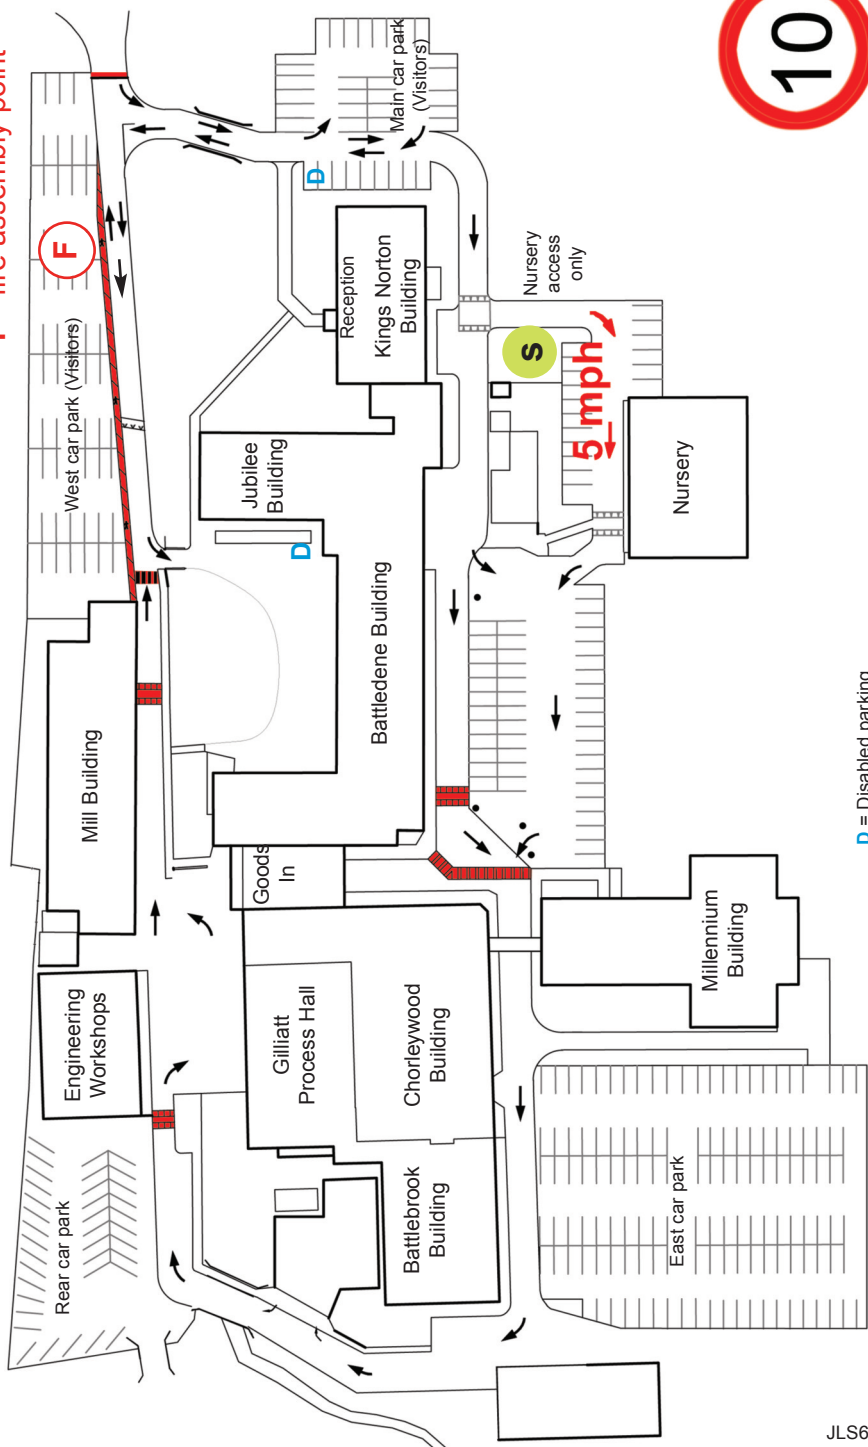 F = fire assembly point
10
Main car park
(Visitors)
D
F
West car park (Visitors)
Reception
Kings Norton
Building
Nursery
access
only
S
5 mph
Jubilee
Building
D
Nursery
Battledene Building
Mill Building
D = Disabled parking
Goods
In
Engineering
Workshops
Gilliatt
Process Hall
Chorleywood
Building
Millennium
Building
Rear car park
Battlebrook
Building
East car park
JLS6